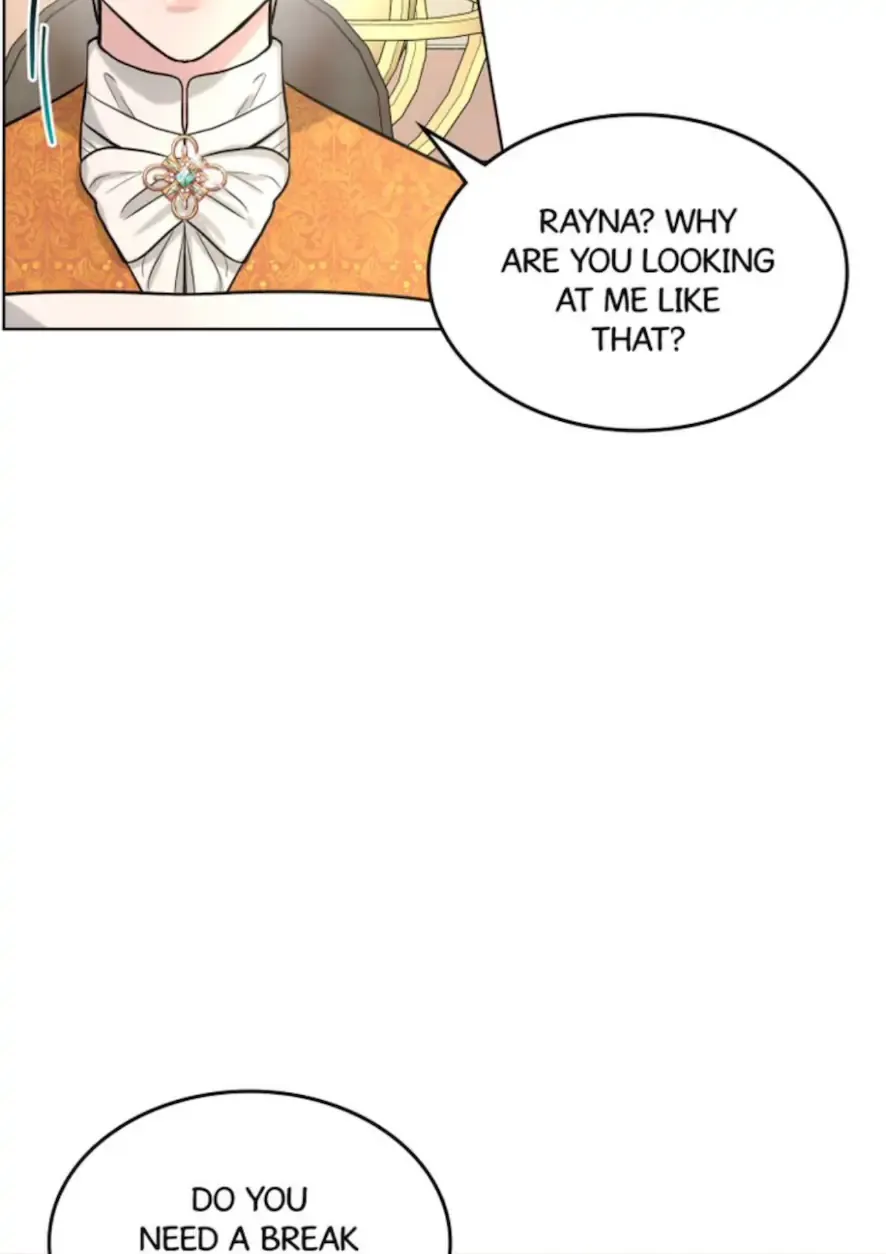 RAYNA? WHY
ARE YOU LOOKING
AT ME LIKE
THAT?
DO YOU
NEED A BREAK